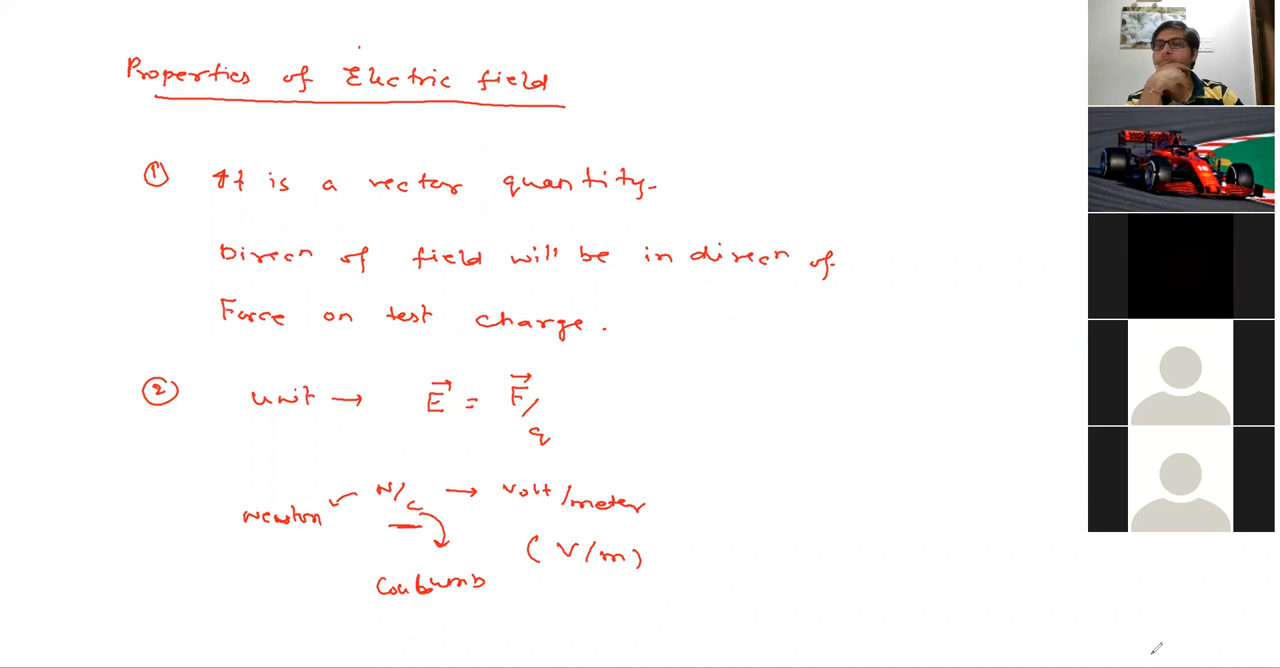 Properties of Electric field
① It is a vector quantity.
Direcn of field will be in direcn of
Force on test charge.
② unit → E⃗ = F⃗/q
N/C → volt/meter
Newton
(V/m)
Coubumb